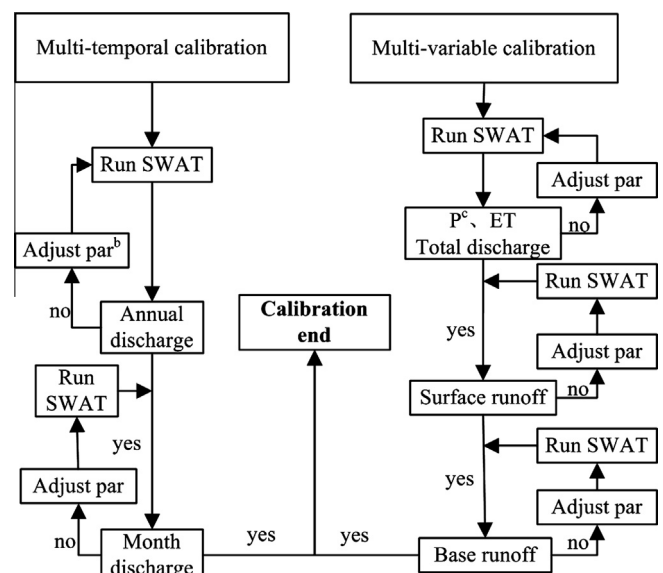 Multi-temporal calibration
Run SWAT
Adjust par^b
no
Annual
discharge
Run
SWAT
yes
Adjust par
no
Month
discharge
yes
Calibration
end
yes
Multi-variable calibration
Run SWAT
Adjust par
P^c、ET
Total discharge
no
Run SWAT
yes
Adjust par
Surface runoff
no
Run SWAT
yes
Adjust par
Base runoff
no